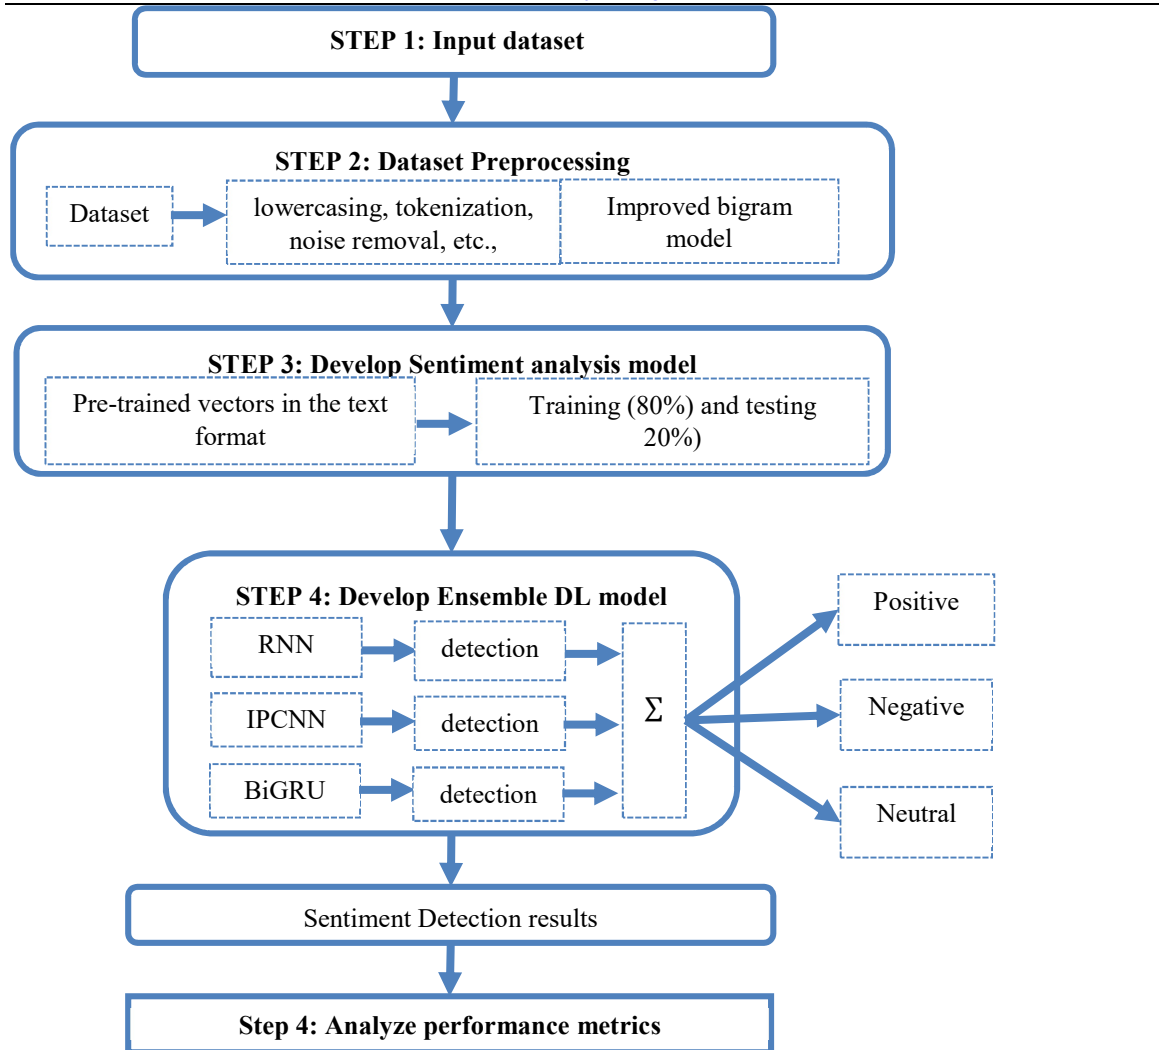 STEP 1: Input dataset
STEP 2: Dataset Preprocessing
Dataset
lowercasing, tokenization,
noise removal, etc.,
Improved bigram
model
STEP 3: Develop Sentiment analysis model
Pre-trained vectors in the text
format
Training (80%) and testing
20%)
STEP 4: Develop Ensemble DL model
RNN
detection
IPCNN
detection
BiGRU
detection
Σ
Positive
Negative
Neutral
Sentiment Detection results
Step 4: Analyze performance metrics